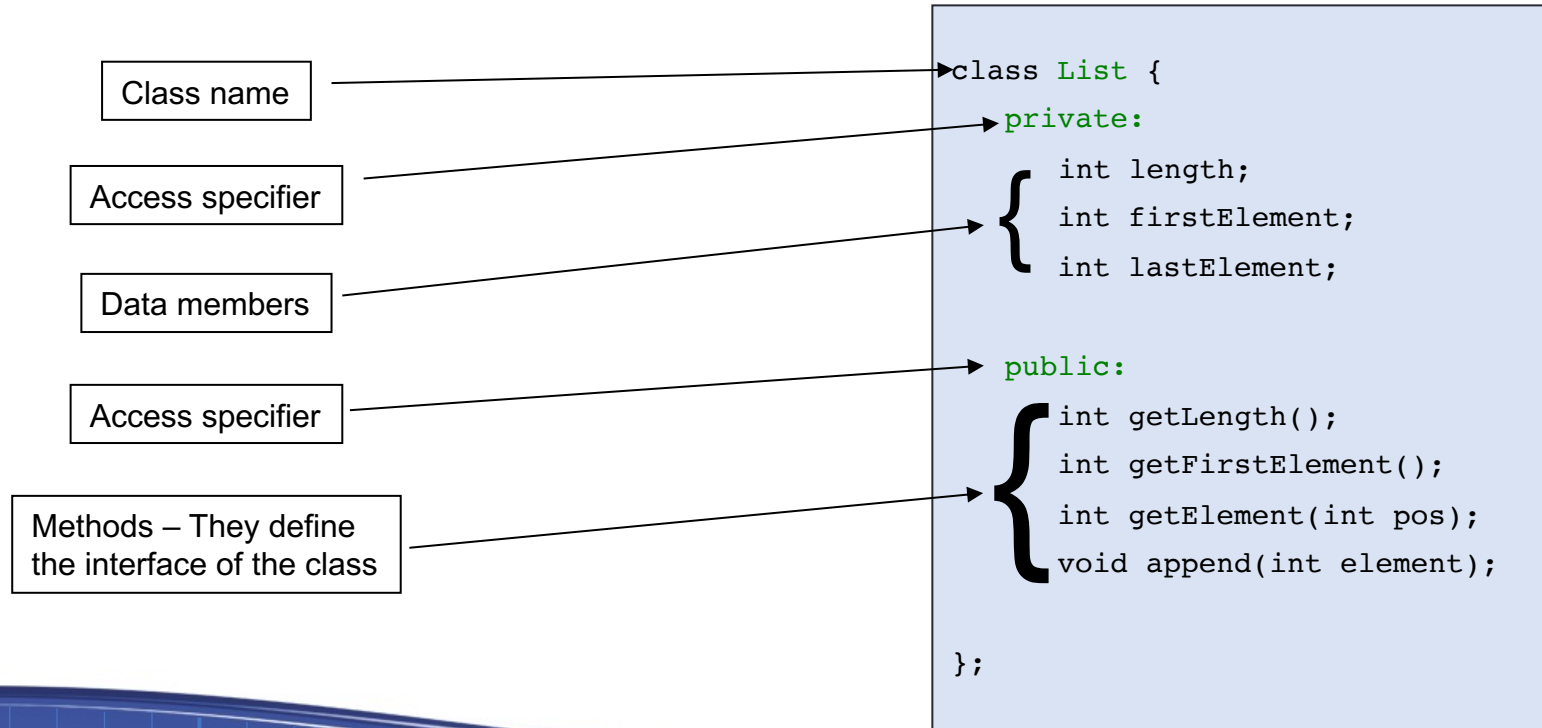 Class name
Access specifier
Data members
Access specifier
Methods – They define
the interface of the class
class List {
private:
int length;
int firstElement;
int lastElement;
public:
int getLength();
int getFirstElement();
int getElement(int pos);
void append(int element);
};